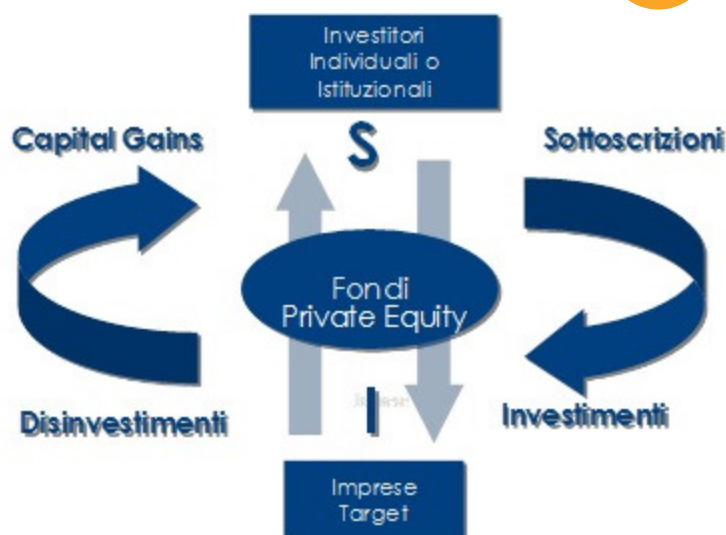 Investitori
Individuali o
Istituzionali
Capital Gains
S
Sottoscrizioni
Fondi
Private Equity
I
Disinvestimenti
Investimenti
Imprese
Target